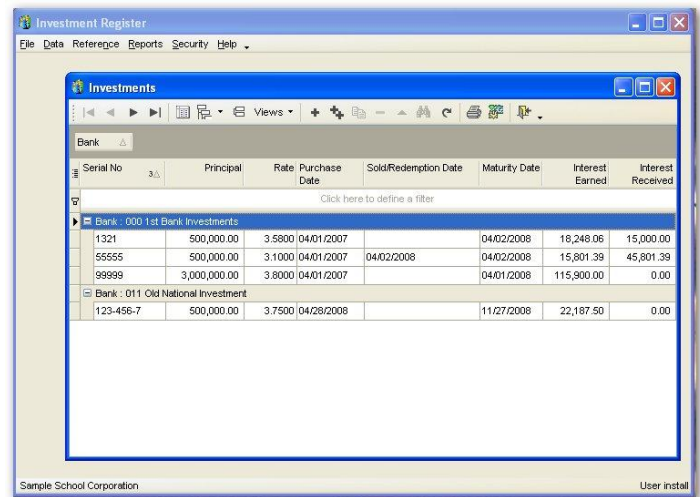 Investment Register
File Data Reference Reports Security Help
Investments
Views
Bank
Serial No 3 Principal Rate Purchase Date Sold/Redemption Date Maturity Date Interest Earned Interest Received
Click here to define a filter
Bank : 000 1st Bank Investments
1321 500,000.00 3.5800 04/01/2007 04/02/2008 18,248.06 15,000.00
55555 500,000.00 3.1000 04/01/2007 04/02/2008 04/02/2008 15,801.39 45,801.39
99999 3,000,000.00 3.8000 04/01/2007 04/01/2008 115,900.00 0.00
Bank : 011 Old National Investment
123-456-7 500,000.00 3.7500 04/28/2008 11/27/2008 22,187.50 0.00
Sample School Corporation User install